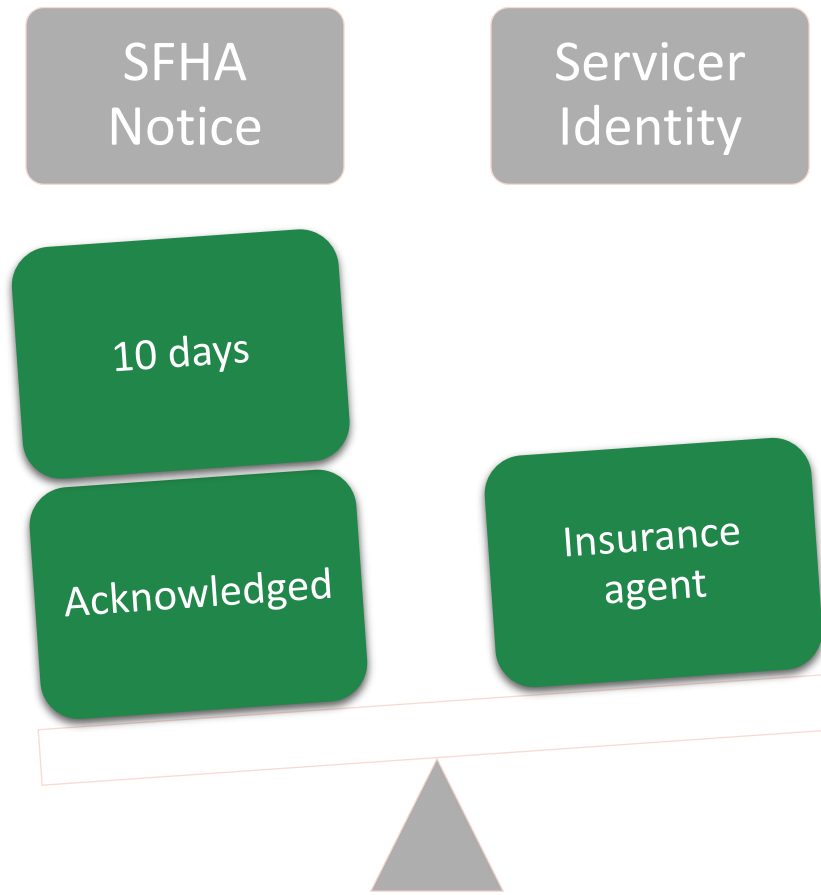 SFHA
Notice
Servicer
Identity
10 days
Acknowledged
Insurance
agent